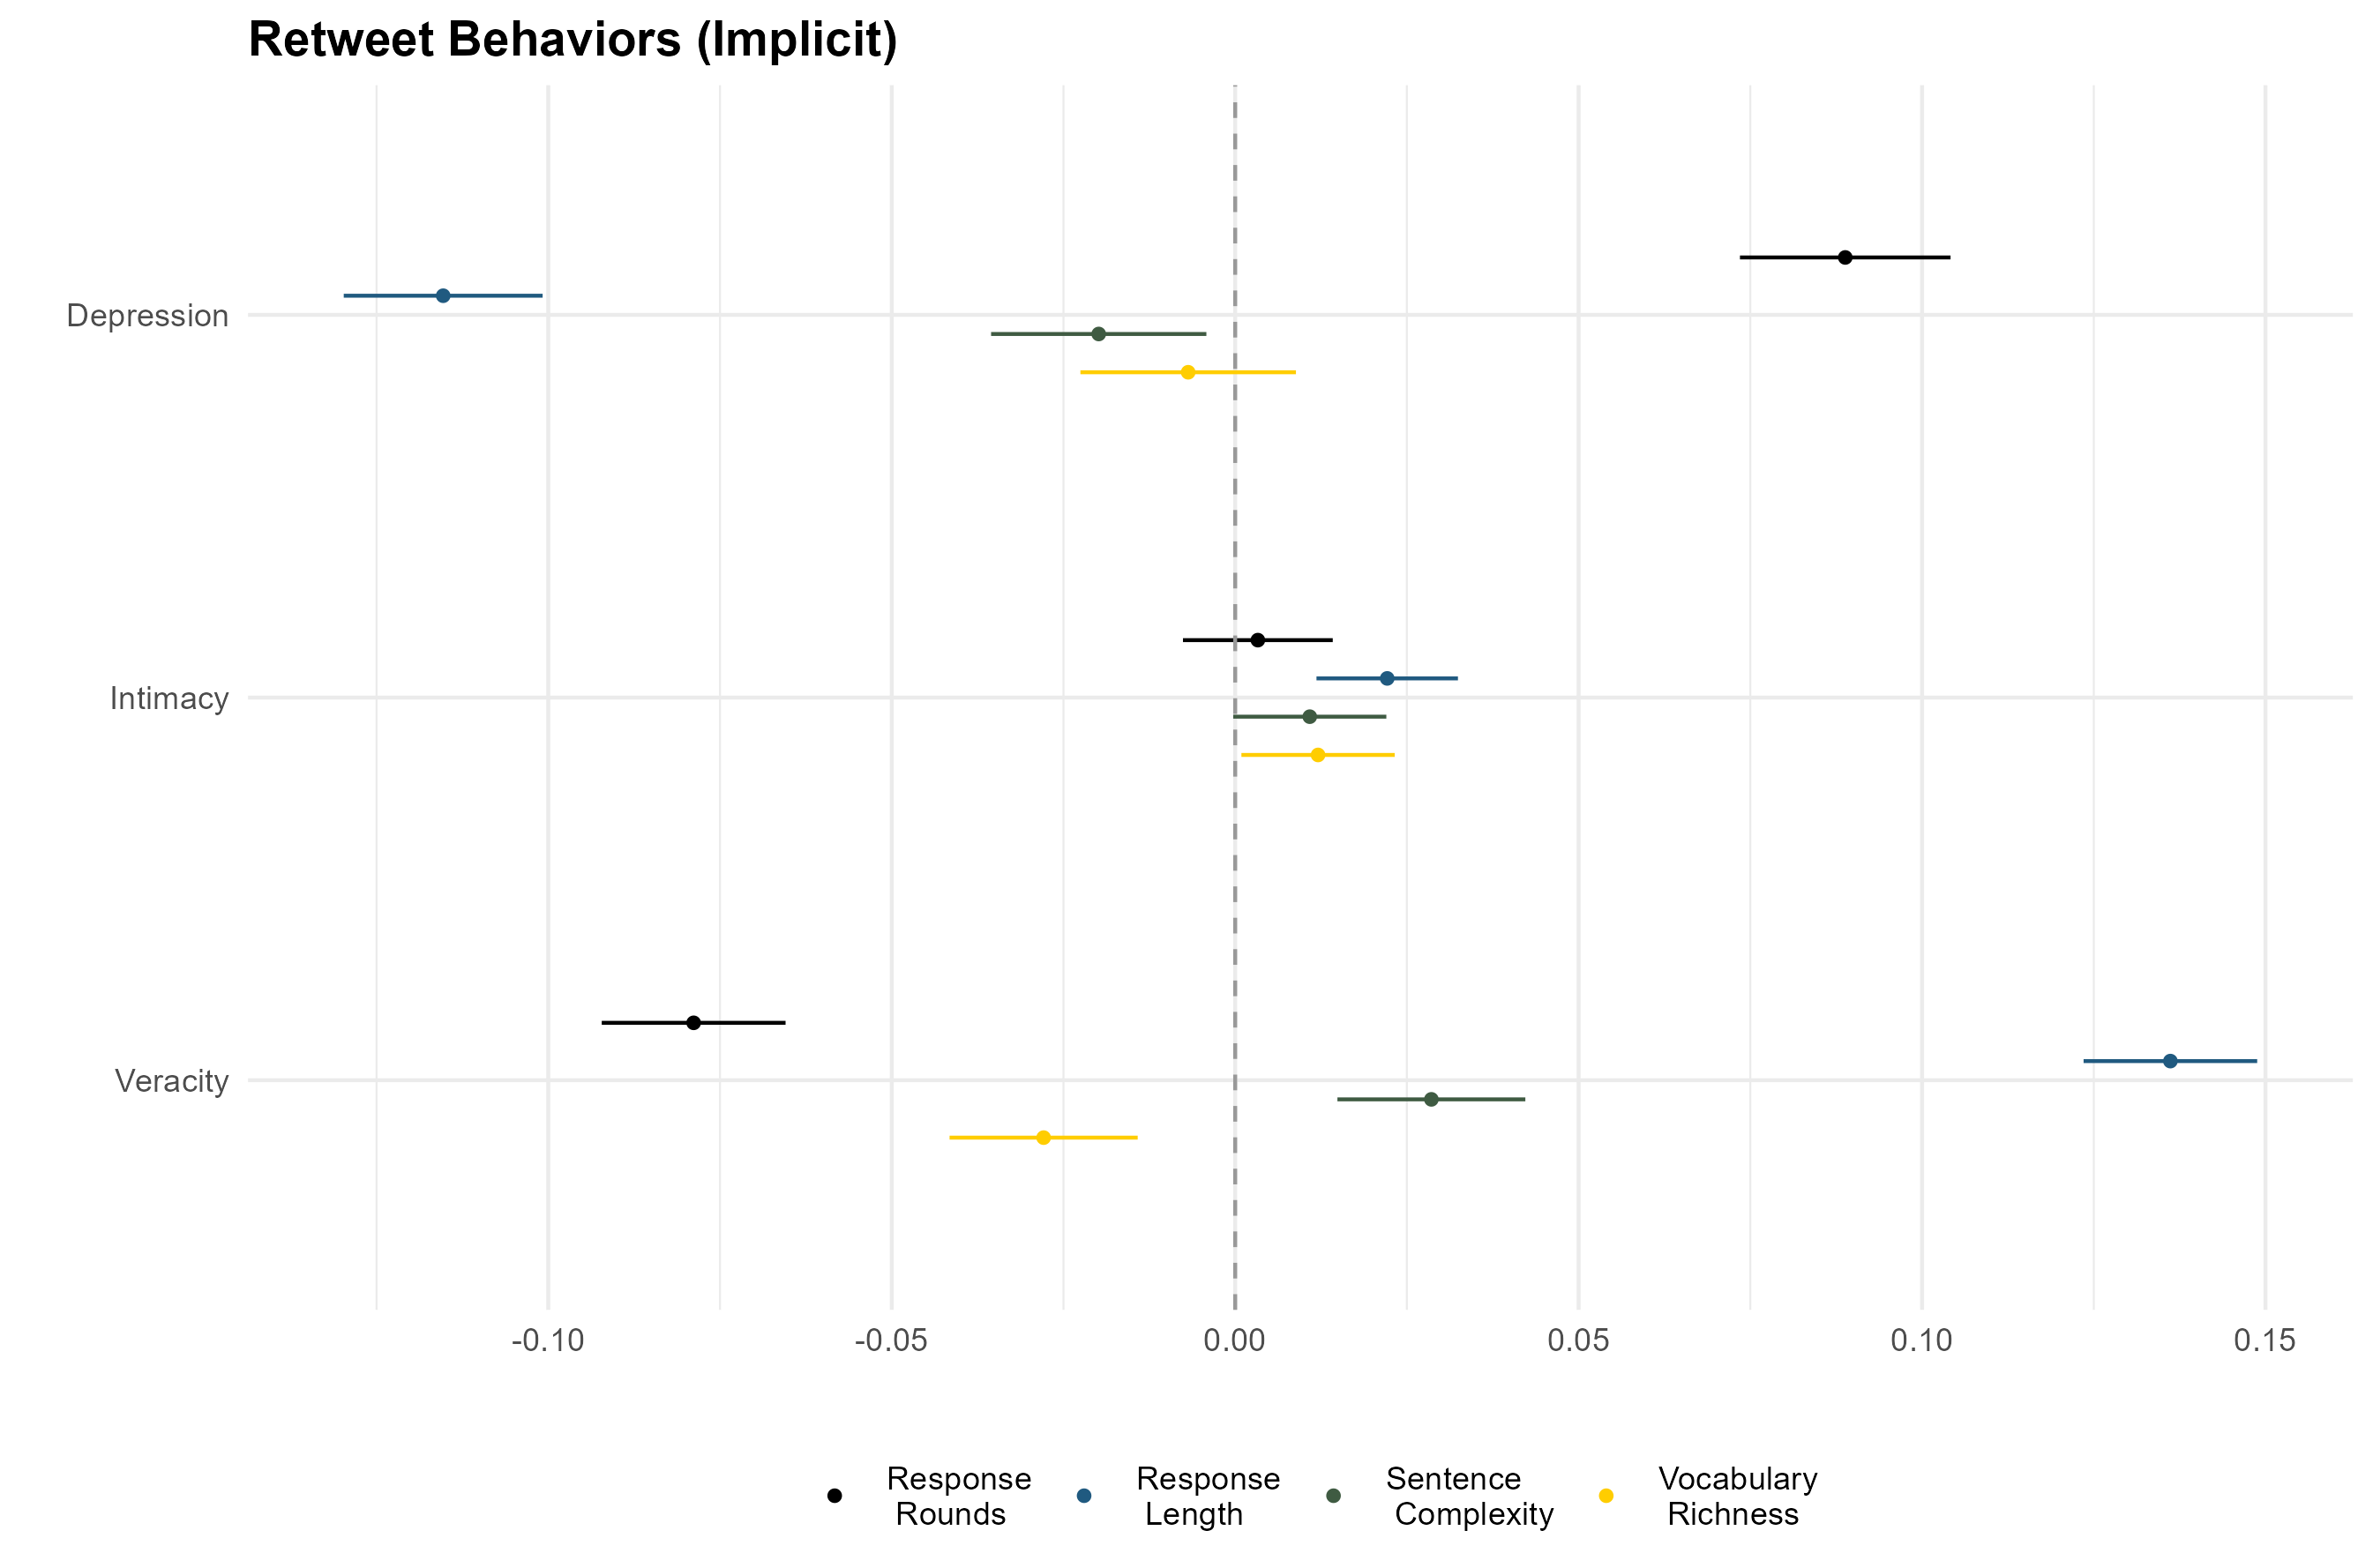 Retweet Behaviors (Implicit)
Depression
Intimacy
Veracity
-0.10
-0.05
0.00
0.05
0.10
0.15
Response
Rounds
Response
Length
Sentence
Complexity
Vocabulary
Richness